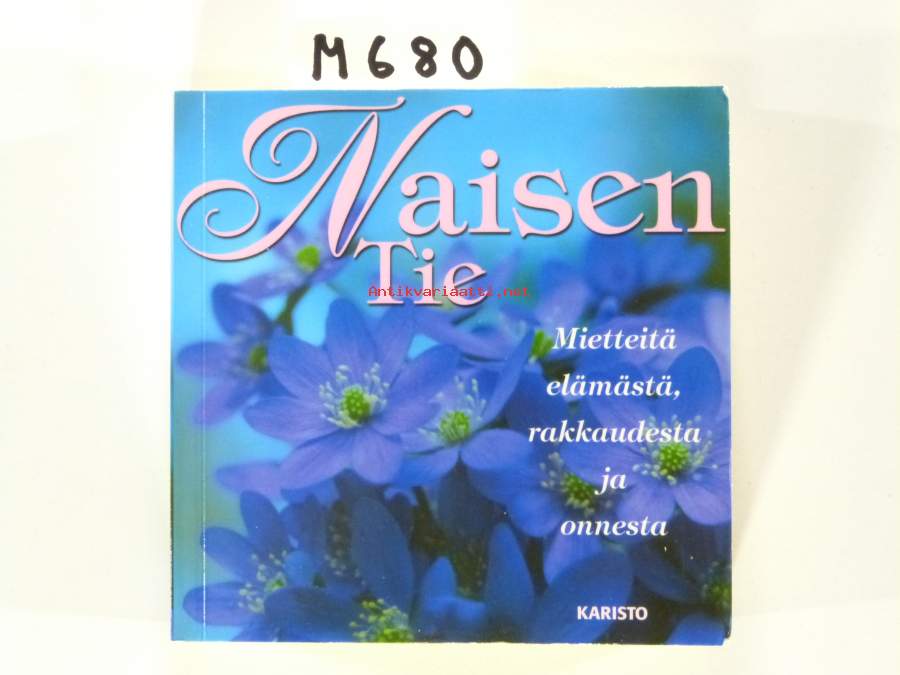 M680
Naisen
Tie
Antikvariaatti.net
Mietteitä
elämästä,
rakkaudesta
ja
onnesta
KARISTO